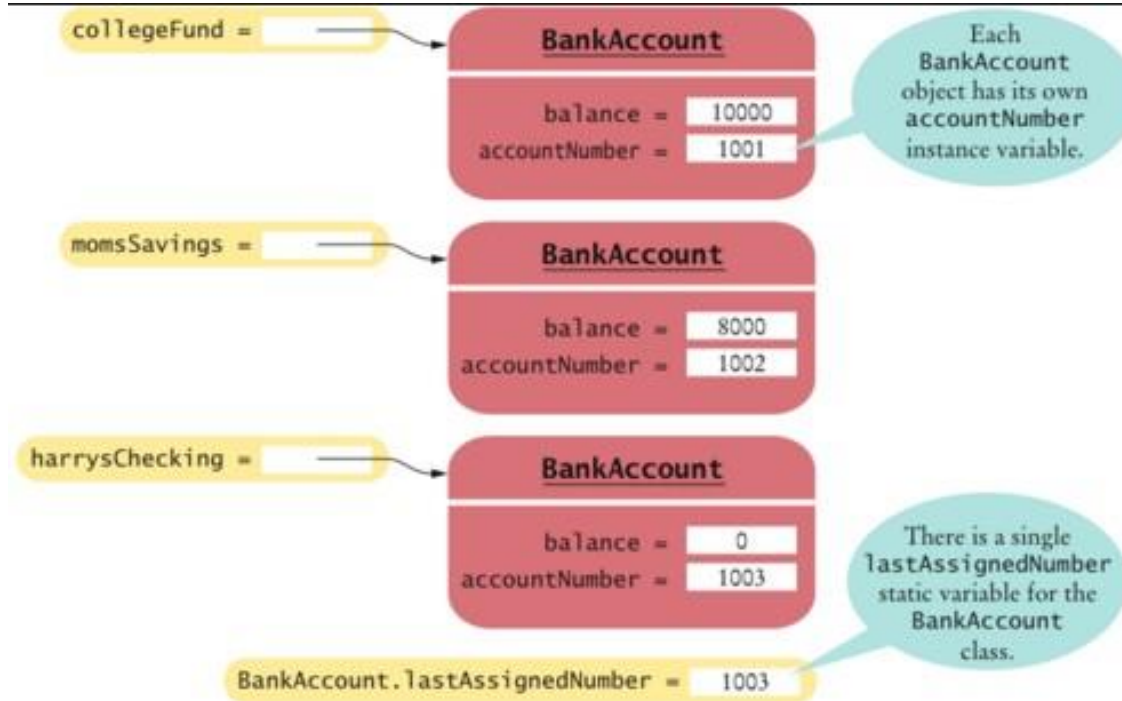 collegeFund =
BankAccount
balance = 10000
accountNumber = 1001
Each
BankAccount
object has its own
accountNumber
instance variable.
momsSavings =
BankAccount
balance = 8000
accountNumber = 1002
harrysChecking =
BankAccount
balance = 0
accountNumber = 1003
There is a single
lastAssignedNumber
static variable for the
BankAccount
class.
BankAccount.lastAssignedNumber = 1003